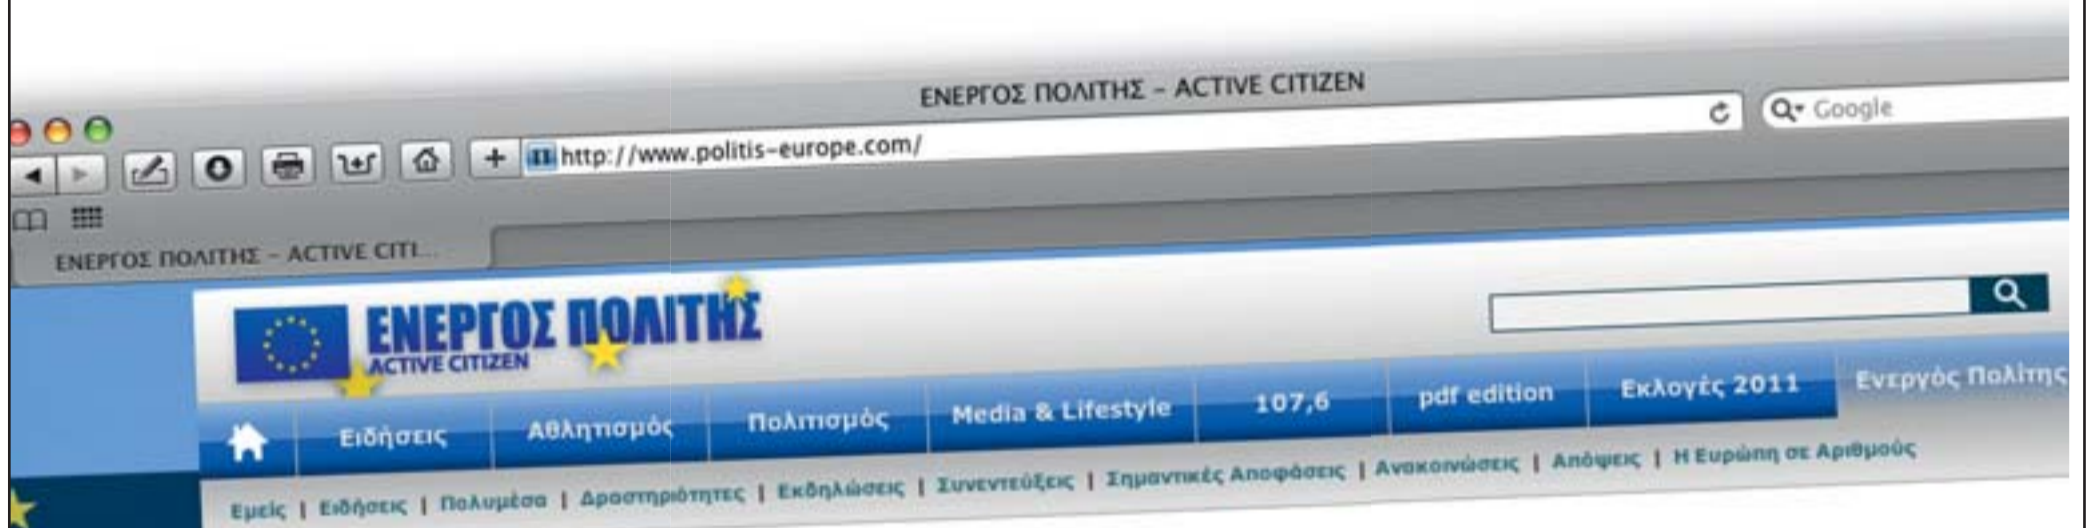 ΕΝΕΡΓΟΣ ΠΟΛΙΤΗΣ – ACTIVE CITIZEN
http://www.politis-europe.com/
Google
ΕΝΕΡΓΟΣ ΠΟΛΙΤΗΣ – ACTIVE CITI...
ΕΝΕΡΓΟΣ ΠΟΛΙΤΗΣ
ACTIVE CITIZEN
Ειδήσεις Αθλητισμός Πολιτισμός Media & Lifestyle 107,6 pdf edition Εκλογές 2011 Ενεργός Πολίτης
Εμείς | Ειδήσεις | Πολυμέσα | Δραστηριότητες | Εκδηλώσεις | Συνεντεύξεις | Σημαντικές Αποφάσεις | Ανακοινώσεις | Απόψεις | Η Ευρώπη σε Αριθμούς